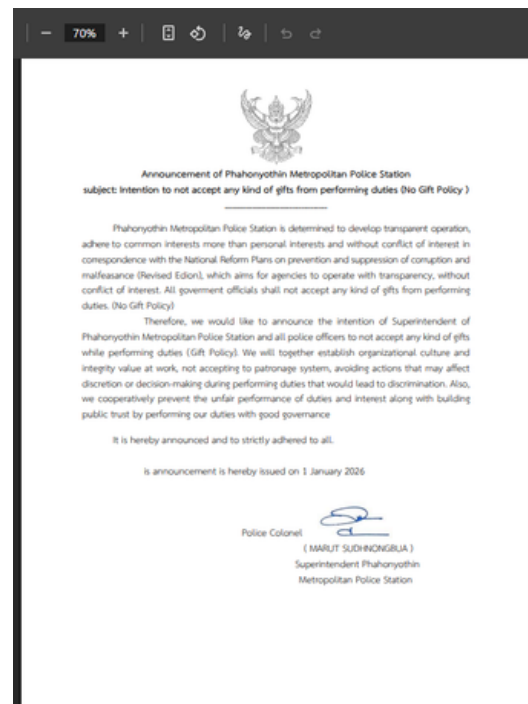 70%
Announcement of Phahonyothin Metropolitan Police Station
subject: Intention to not accept any kind of gifts from performing duties (No Gift Policy )
Phahonyothin Metropolitan Police Station is determined to develop transparent operation,
adhere to common interests more than personal interests and without conflict of interest in
correspondence with the National Reform Plans on prevention and suppression of corruption and
malfeasance (Revised Edion), which aims for agencies to operate with transparency, without
conflict of interest. All goverment officials shall not accept any kind of gifts from performing
duties. (No Gift Policy)
Therefore, we would like to announce the intention of Superintendent of
Phahonyothin Metropolitan Police Station and all police officers to not accept any kind of gifts
while performing duties (Gift Policy). We will together establish organizational culture and
integrity value at work, not accepting to patronage system, avoiding actions that may affect
discretion or decision-making during performing duties that would lead to discrimination. Also,
we cooperatively prevent the unfair performance of duties and interest along with building
public trust by performing our duties with good governance
It is hereby announced and to strictly adhered to all.
is announcement is hereby issued on 1 January 2026
Police Colonel
( MARUT SUDHNONGBUA )
Superintendent Phahonyothin
Metropolitan Police Station